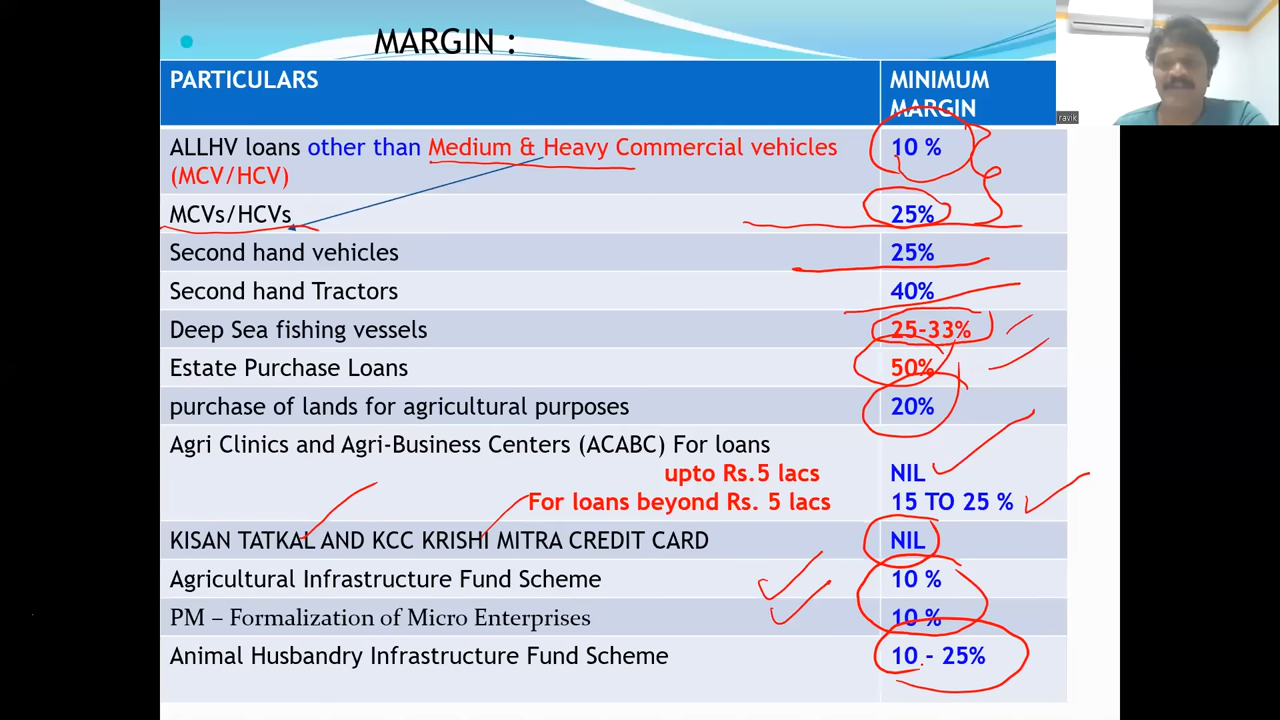 MARGIN :
PARTICULARS
MINIMUM
MARGIN
ravik
ALLHV loans other than Medium & Heavy Commercial vehicles
(MCV/HCV)
10 %
MCVs/HCVs
25%
Second hand vehicles
25%
Second hand Tractors
40%
Deep Sea fishing vessels
25-33%
Estate Purchase Loans
50%
purchase of lands for agricultural purposes
20%
Agri Clinics and Agri-Business Centers (ACABC) For loans
upto Rs.5 lacs
NIL
For loans beyond Rs. 5 lacs
15 TO 25 %
KISAN TATKAL AND KCC KRISHI MITRA CREDIT CARD
NIL
Agricultural Infrastructure Fund Scheme
10 %
PM – Formalization of Micro Enterprises
10 %
Animal Husbandry Infrastructure Fund Scheme
10 - 25%